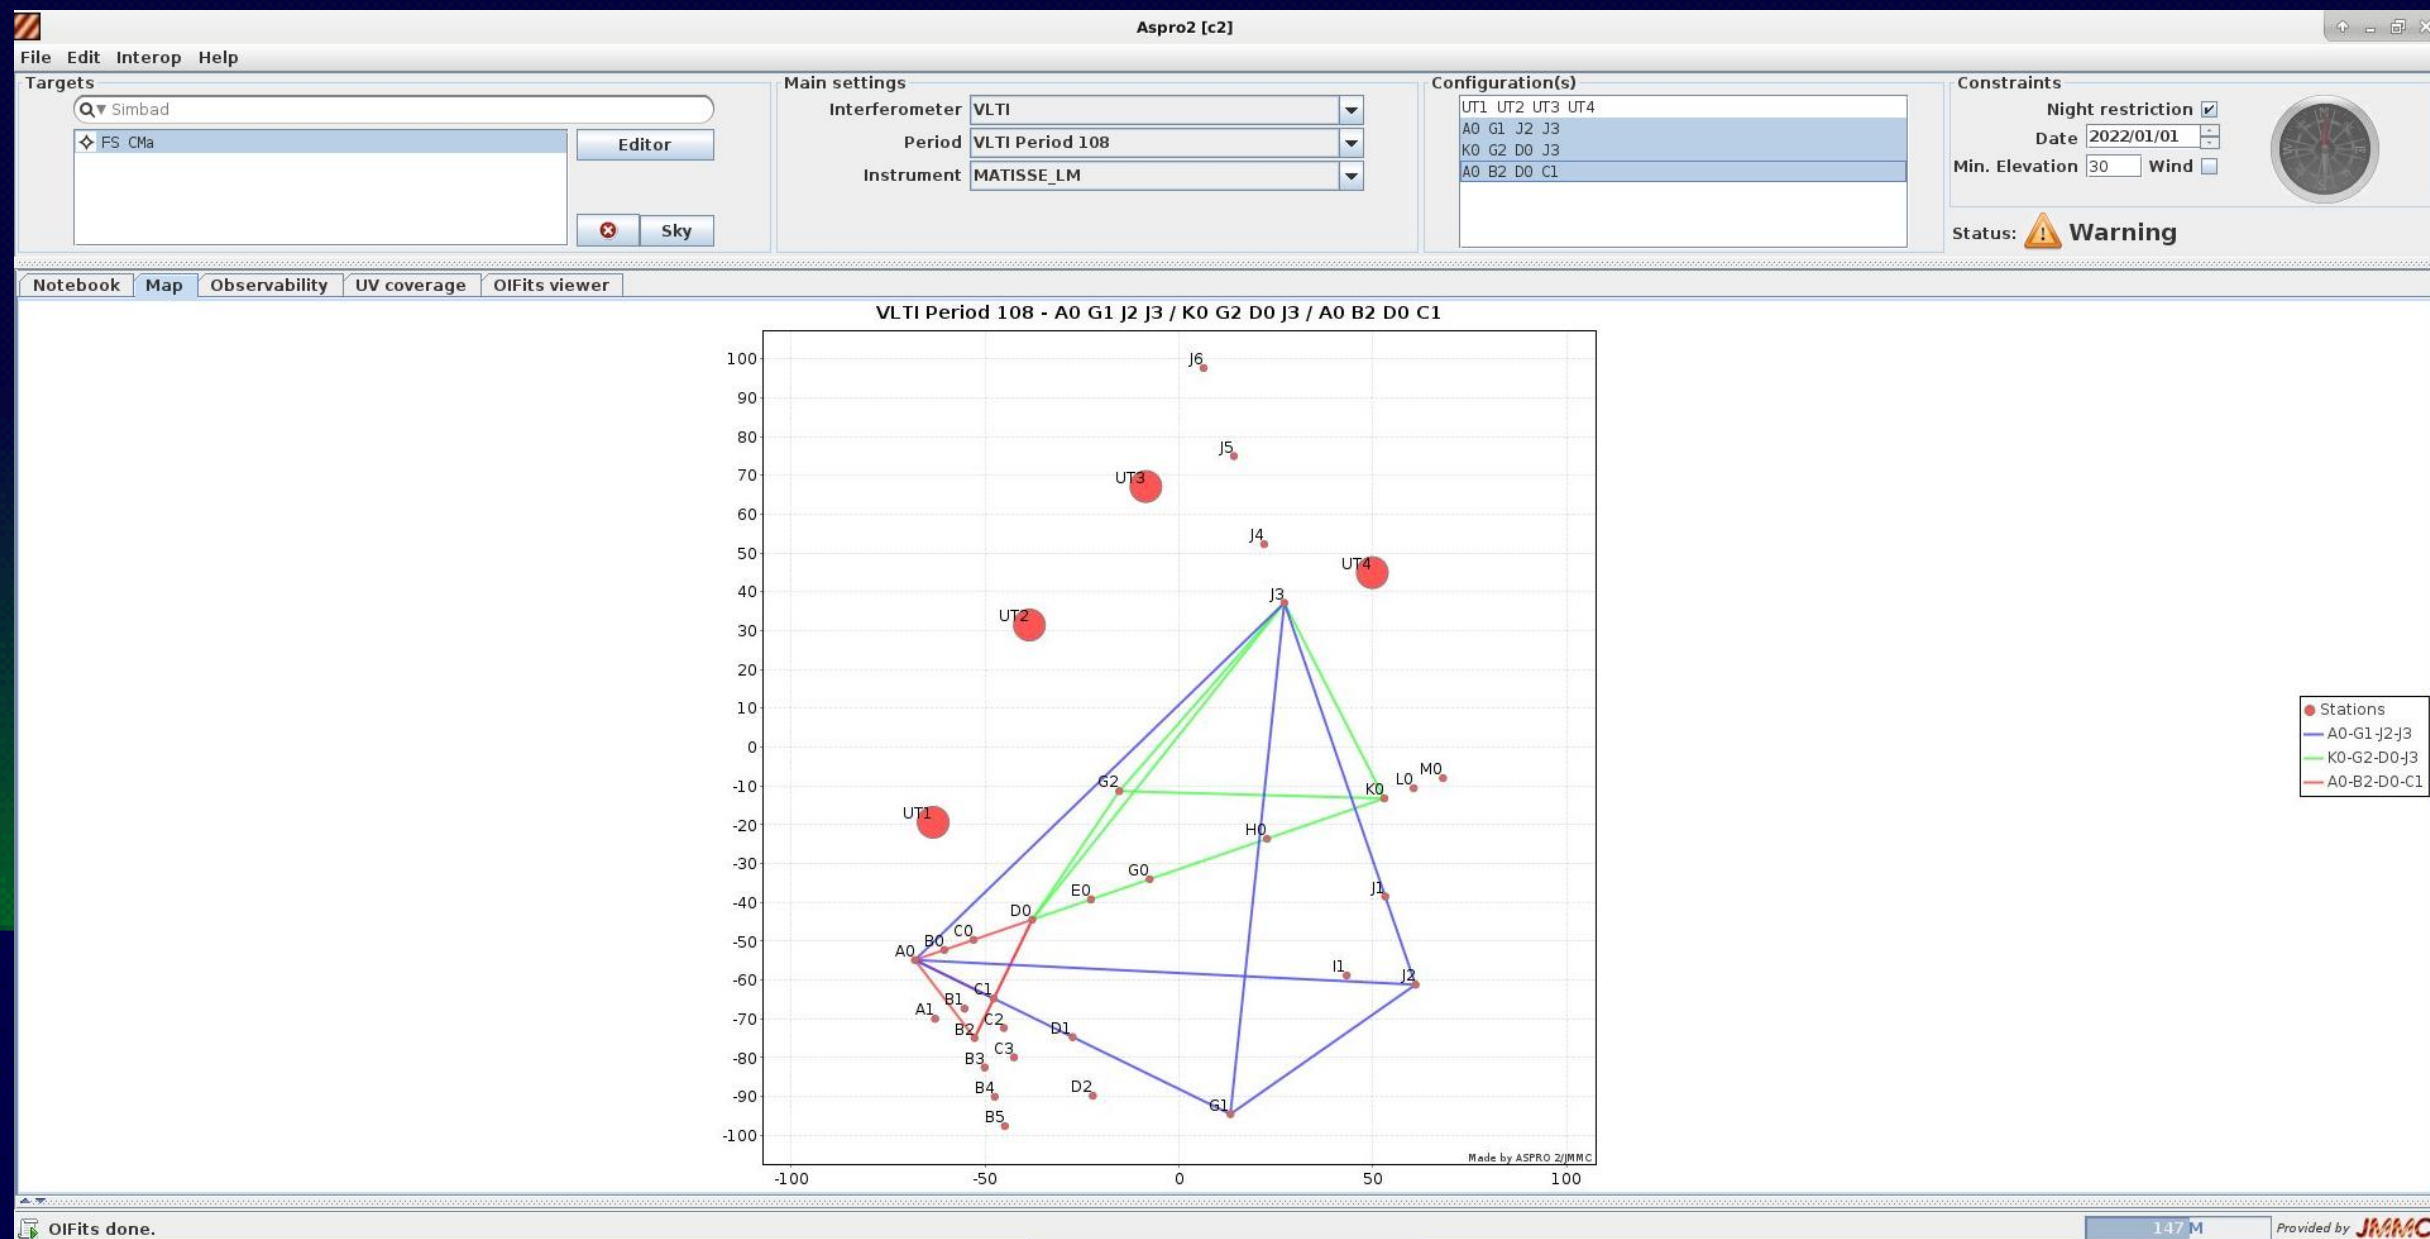 Aspro2 [c2]
File Edit Interop Help
Targets
Simbad
FS CMa
Editor
Sky
Main settings
Interferometer VLTI
Period VLTI Period 108
Instrument MATISSE_LM
Configuration(s)
UT1 UT2 UT3 UT4
A0 G1 J2 J3
K0 G2 D0 J3
A0 B2 D0 C1
Constraints
Night restriction
Date 2022/01/01
Min. Elevation 30 Wind
Status: Warning
Notebook Map Observability UV coverage OIFits viewer
VLTI Period 108 - A0 G1 J2 J3 / K0 G2 D0 J3 / A0 B2 D0 C1
100
90
80
70
60
50
40
30
20
10
0
-10
-20
-30
-40
-50
-60
-70
-80
-90
-100
J6
J5
UT3
J4
UT4
J3
UT2
G2
M0
L0
K0
UT1
H0
G0
E0
J1
D0
C0
B0
A0
I1
J2
C1
B1
A1
C2
B2
D1
C3
B3
B4
D2
B5
G1
-100 -50 0 50 100
Made by ASPRO 2/JMMC
Stations
A0-G1-J2-J3
K0-G2-D0-J3
A0-B2-D0-C1
OIFits done.
147 M
Provided by JMMC